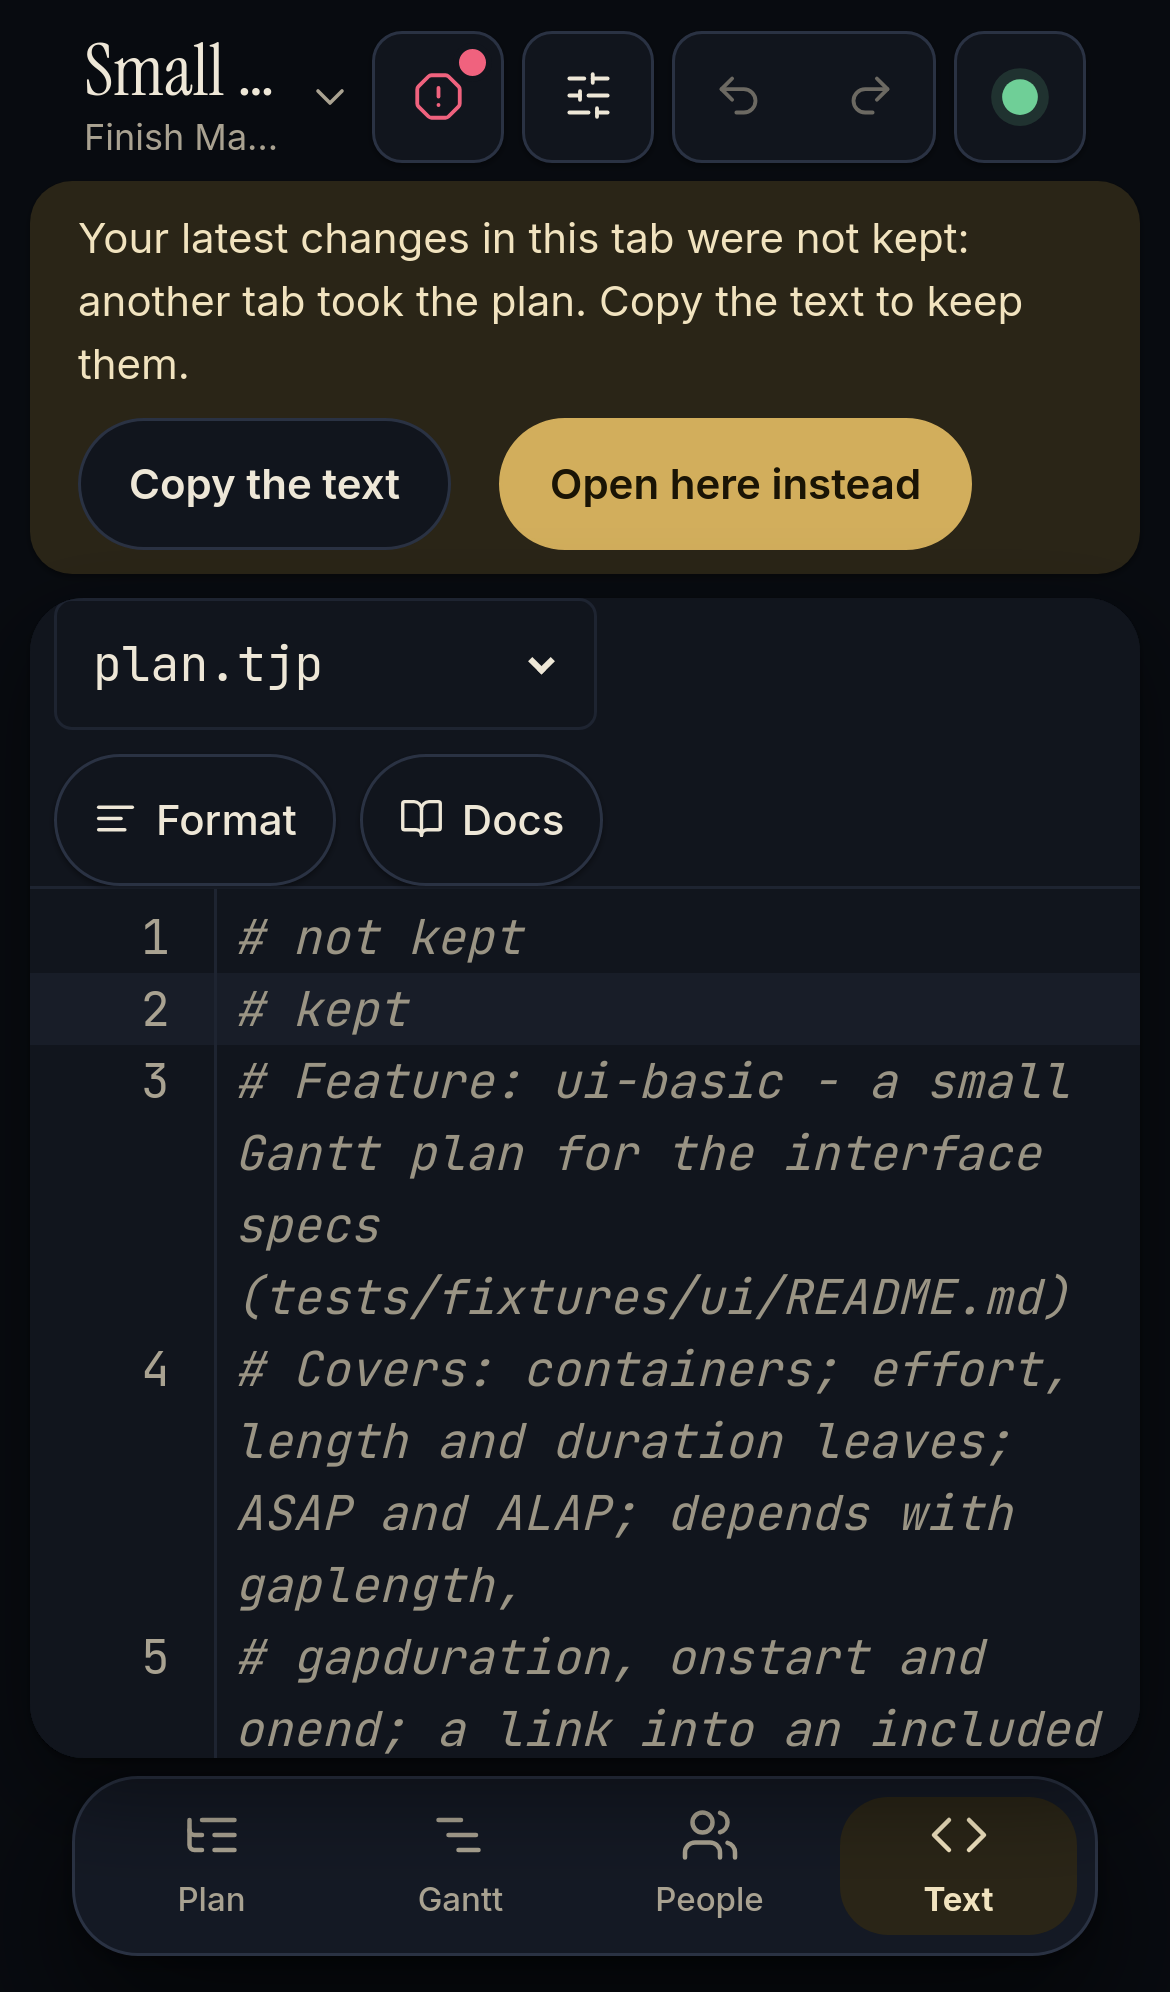 Small ...
Finish Ma...
Your latest changes in this tab were not kept:
another tab took the plan. Copy the text to keep
them.
Copy the text
Open here instead
plan.tjp
Format
Docs
1 # not kept
2 # kept
3 # Feature: ui-basic - a small
Gantt plan for the interface
specs
(tests/fixtures/ui/README.md)
4 # Covers: containers; effort,
length and duration leaves;
ASAP and ALAP; depends with
gaplength,
5 # gapduration, onstart and
onend; a link into an included
Plan
Gantt
People
Text